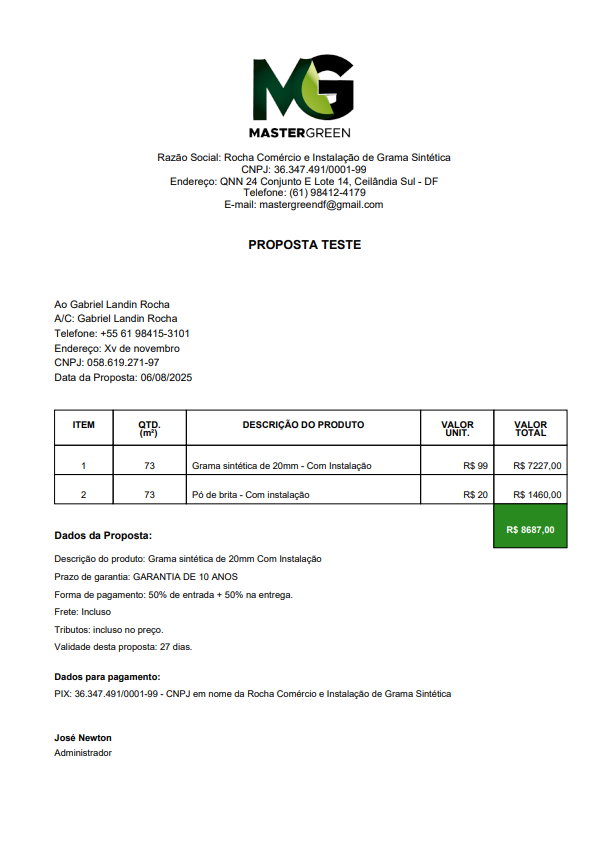 MG
MASTERGREEN
Razão Social: Rocha Comércio e Instalação de Grama Sintética
CNPJ: 36.347.491/0001-99
Endereço: QNN 24 Conjunto E Lote 14, Ceilândia Sul - DF
Telefone: (61) 98412-4179
E-mail: mastergreendf@gmail.com
PROPOSTA TESTE
Ao Gabriel Landin Rocha
A/C: Gabriel Landin Rocha
Telefone: +55 61 98415-3101
Endereço: Xv de novembro
CNPJ: 058.619.271-97
Data da Proposta: 06/08/2025
ITEM QTD. (m²) DESCRIÇÃO DO PRODUTO VALOR UNIT. VALOR TOTAL
1 73 Grama sintética de 20mm - Com Instalação R$ 99 R$ 7227,00
2 73 Pó de brita - Com instalação R$ 20 R$ 1460,00
R$ 8687,00
Dados da Proposta:
Descrição do produto: Grama sintética de 20mm Com Instalação
Prazo de garantia: GARANTIA DE 10 ANOS
Forma de pagamento: 50% de entrada + 50% na entrega.
Frete: Incluso
Tributos: incluso no preço.
Validade desta proposta: 27 dias.
Dados para pagamento:
PIX: 36.347.491/0001-99 - CNPJ em nome da Rocha Comércio e Instalação de Grama Sintética
José Newton
Administrador